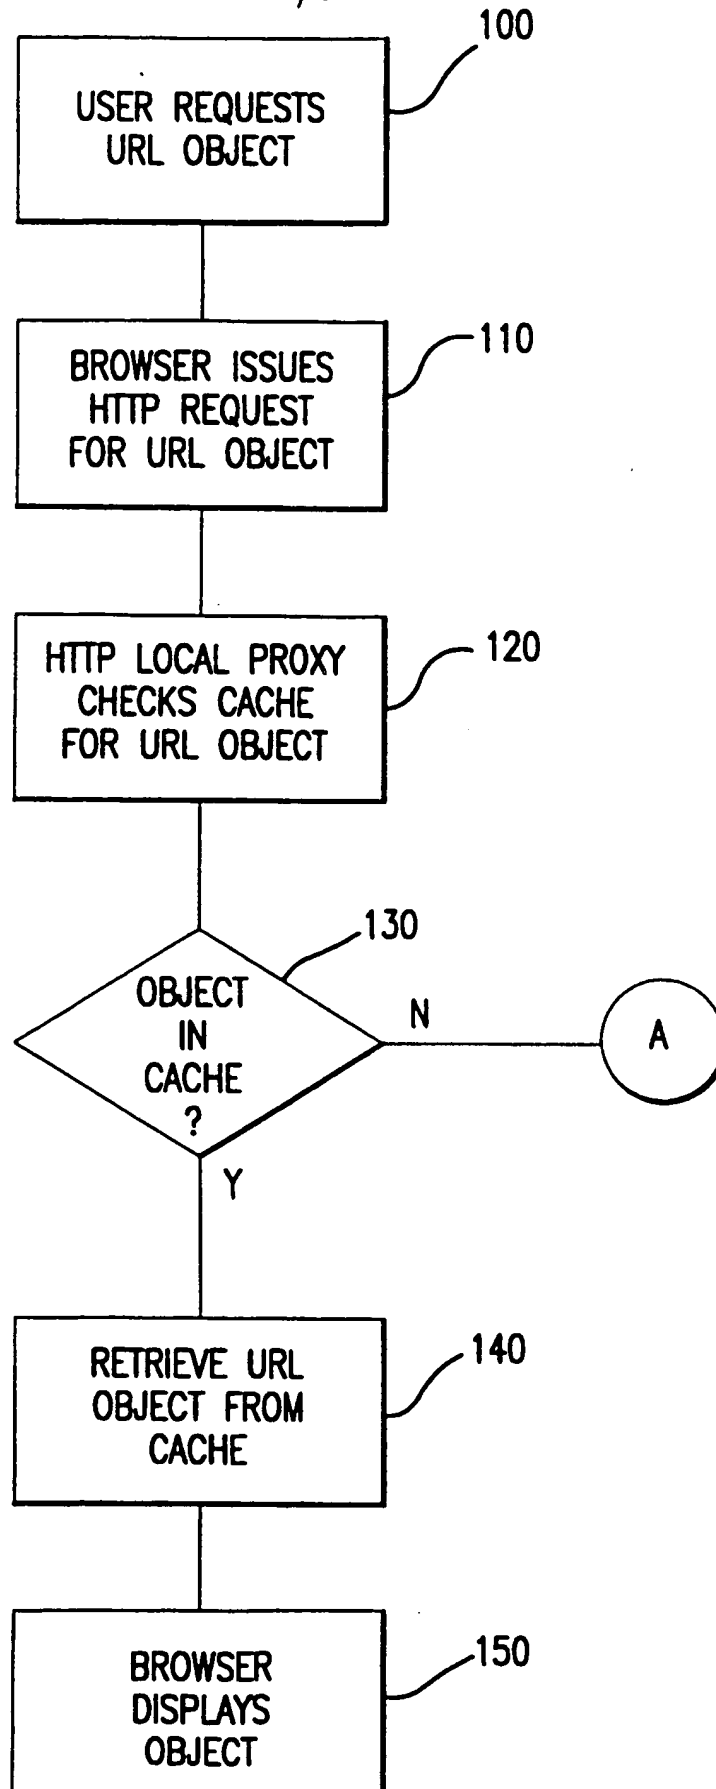 100
USER REQUESTS
URL OBJECT
110
BROWSER ISSUES
HTTP REQUEST
FOR URL OBJECT
120
HTTP LOCAL PROXY
CHECKS CACHE
FOR URL OBJECT
130
OBJECT
IN
CACHE
?
N
A
Y
140
RETRIEVE URL
OBJECT FROM
CACHE
150
BROWSER
DISPLAYS
OBJECT